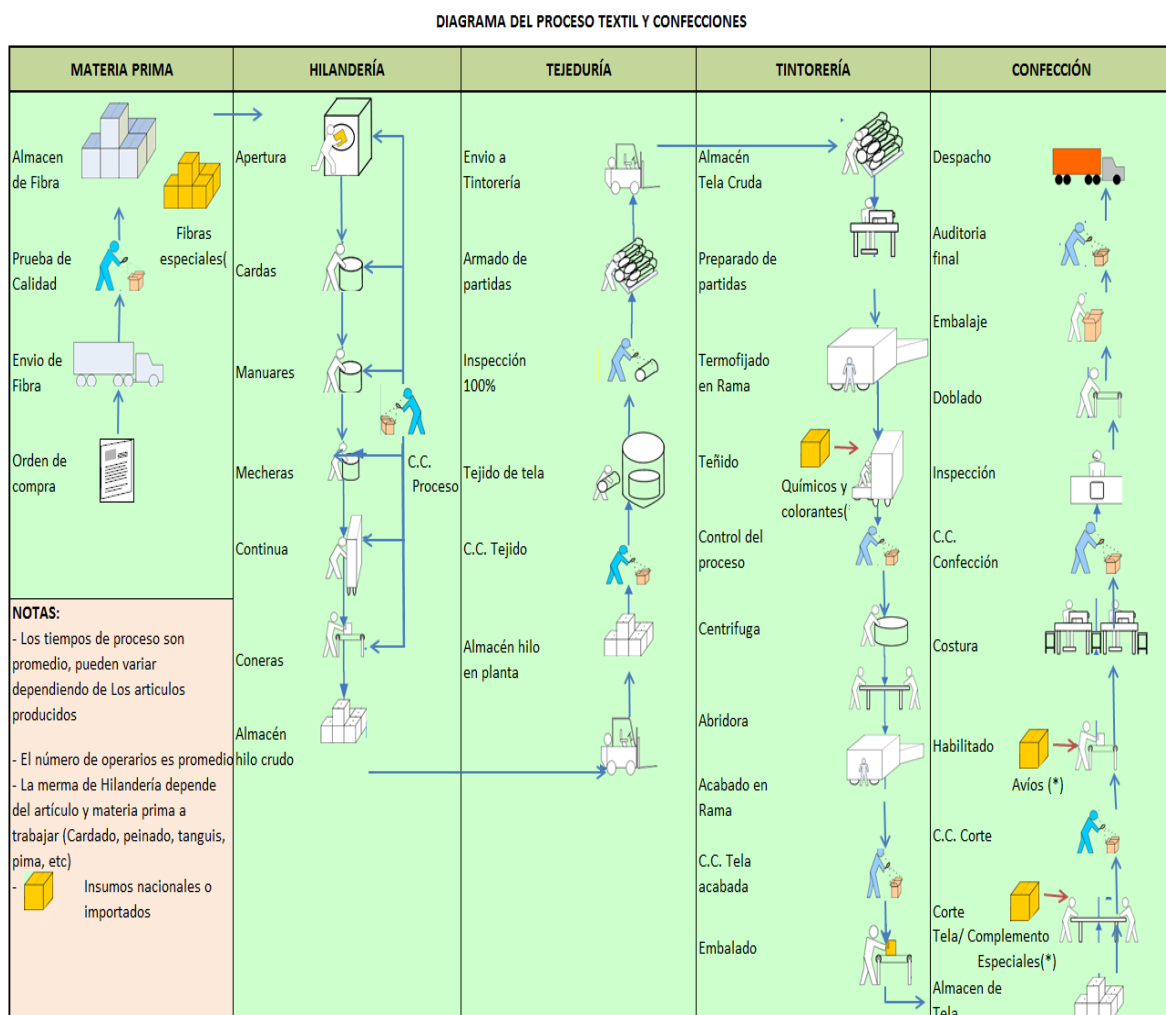 DIAGRAMA DEL PROCESO TEXTIL Y CONFECCIONES
MATERIA PRIMA
HILANDERÍA
TEJEDURÍA
TINTORERÍA
CONFECCIÓN
Almacen
de Fibra
Fibras
especiales(
Prueba de
Calidad
Envio de
Fibra
Orden de
compra
NOTAS:
- Los tiempos de proceso son
promedio, pueden variar
dependiendo de Los articulos
producidos
- El número de operarios es promedio
- La merma de Hilandería depende
del artículo y materia prima a
trabajar (Cardado, peinado, tanguis,
pima, etc)
- Insumos nacionales o
importados
Apertura
Cardas
Manuares
Mecheras
C.C.
Proceso
Continua
Coneras
Almacén
hilo crudo
Envio a
Tintorería
Armado de
partidas
Inspección
100%
Tejido de tela
C.C. Tejido
Almacén hilo
en planta
Almacén
Tela Cruda
Preparado de
partidas
Termofijado
en Rama
Teñido
Químicos y
colorantes(
Control del
proceso
Centrifuga
Abridora
Acabado en
Rama
C.C. Tela
acabada
Embalado
Despacho
Auditoria
final
Embalaje
Doblado
Inspección
C.C.
Confección
Costura
Habilitado
Avíos (*)
C.C. Corte
Corte
Tela/ Complemento
Especiales(*)
Almacen de
Tela